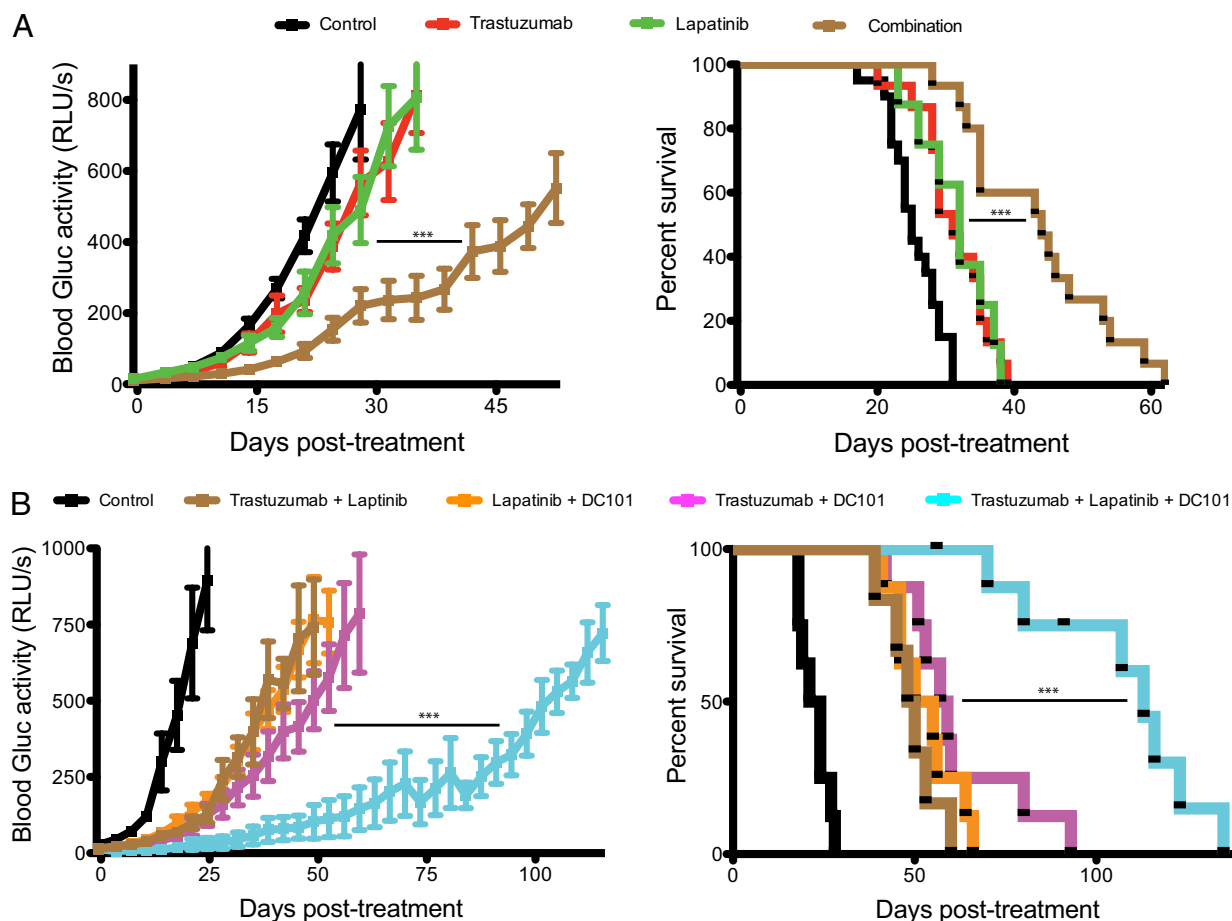 A
Control Trastuzumab Lapatinib Combination
Blood Gluc activity (RLU/s)
800
600
400
200
0
***
0 15 30 45
Days post-treatment
Percent survival
100
80
60
40
20
0
***
0 20 40 60
Days post-treatment
B
Control Trastuzumab + Laptinib Lapatinib + DC101 Trastuzumab + DC101 Trastuzumab + Lapatinib + DC101
Blood Gluc activity (RLU/s)
1000
750
500
250
0
***
0 25 50 75 100
Days post-treatment
Percent survival
100
50
0
***
0 50 100
Days post-treatment